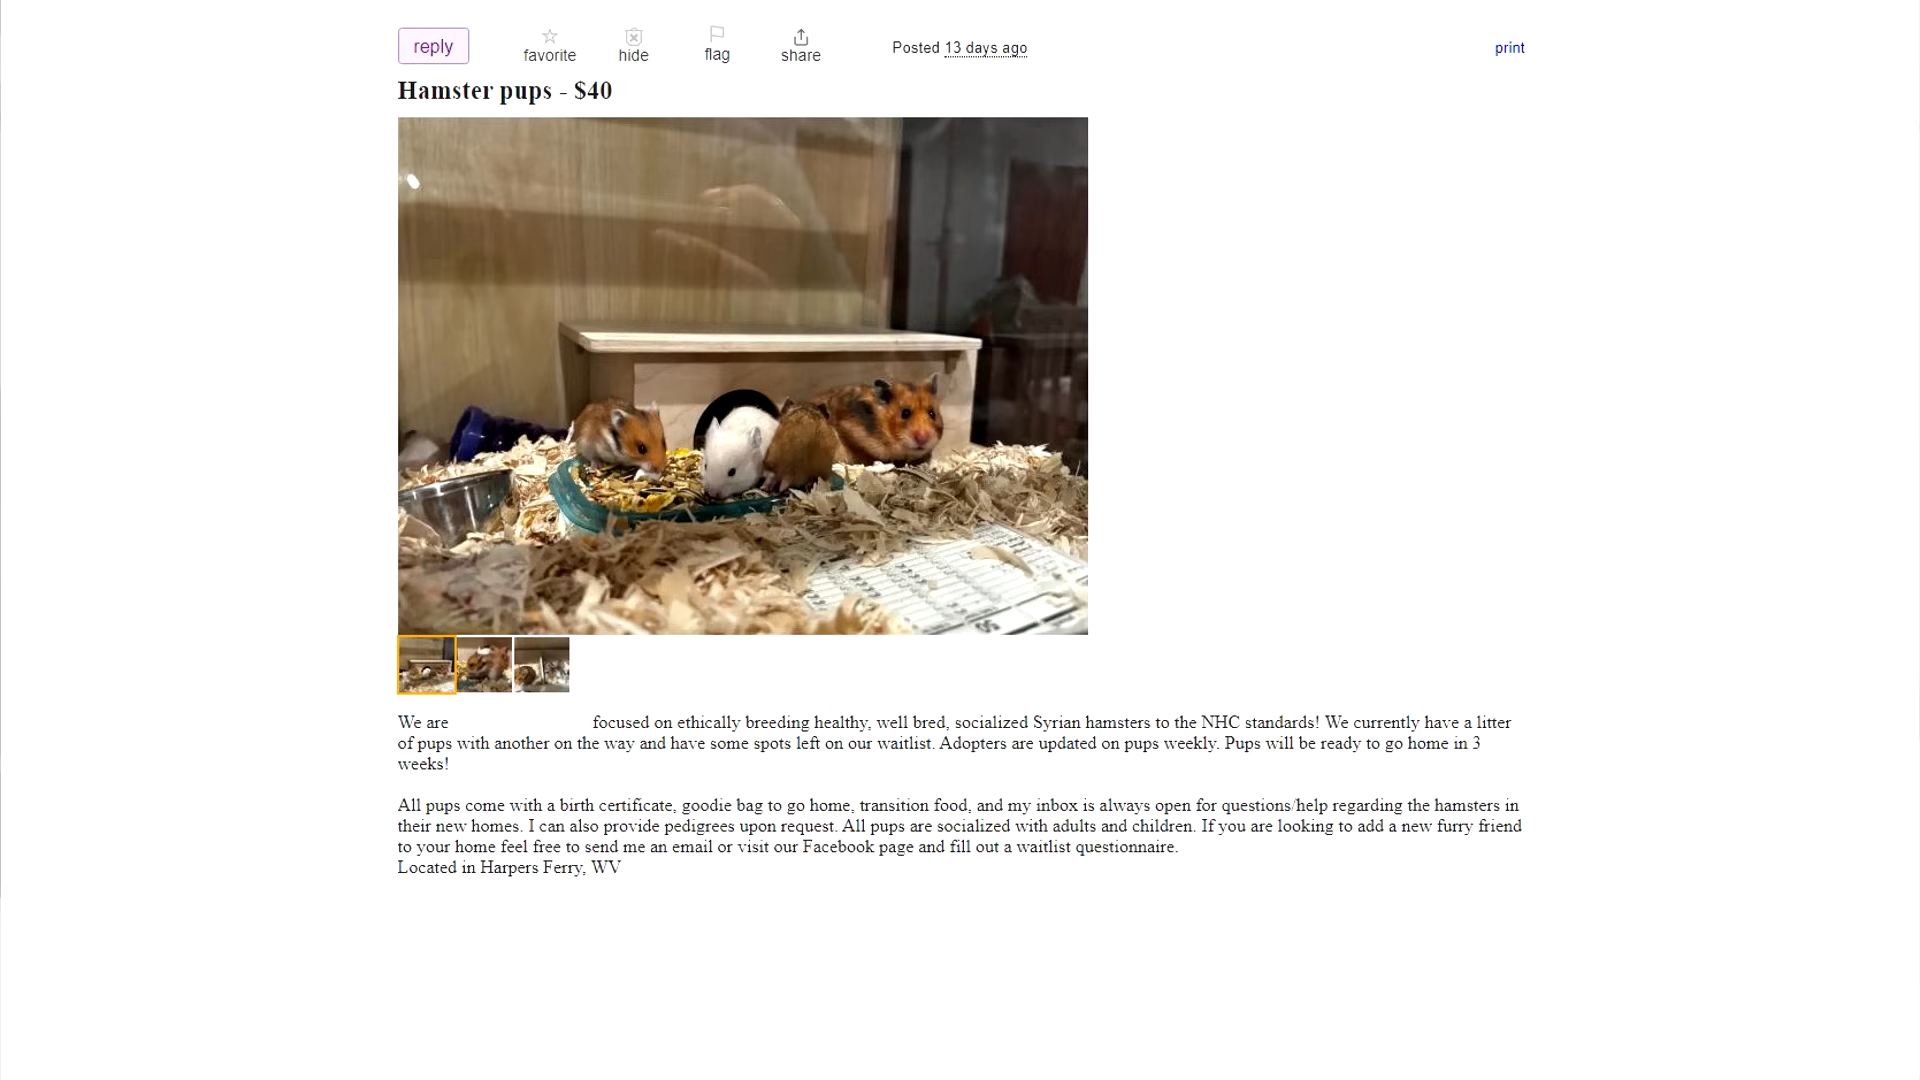 reply favorite hide flag share Posted 13 days ago print
Hamster pups - $40
We are focused on ethically breeding healthy, well bred, socialized Syrian hamsters to the NHC standards! We currently have a litter
of pups with another on the way and have some spots left on our waitlist. Adopters are updated on pups weekly. Pups will be ready to go home in 3
weeks!
All pups come with a birth certificate, goodie bag to go home, transition food, and my inbox is always open for questions/help regarding the hamsters in
their new homes. I can also provide pedigrees upon request. All pups are socialized with adults and children. If you are looking to add a new furry friend
to your home feel free to send me an email or visit our Facebook page and fill out a waitlist questionnaire.
Located in Harpers Ferry, WV